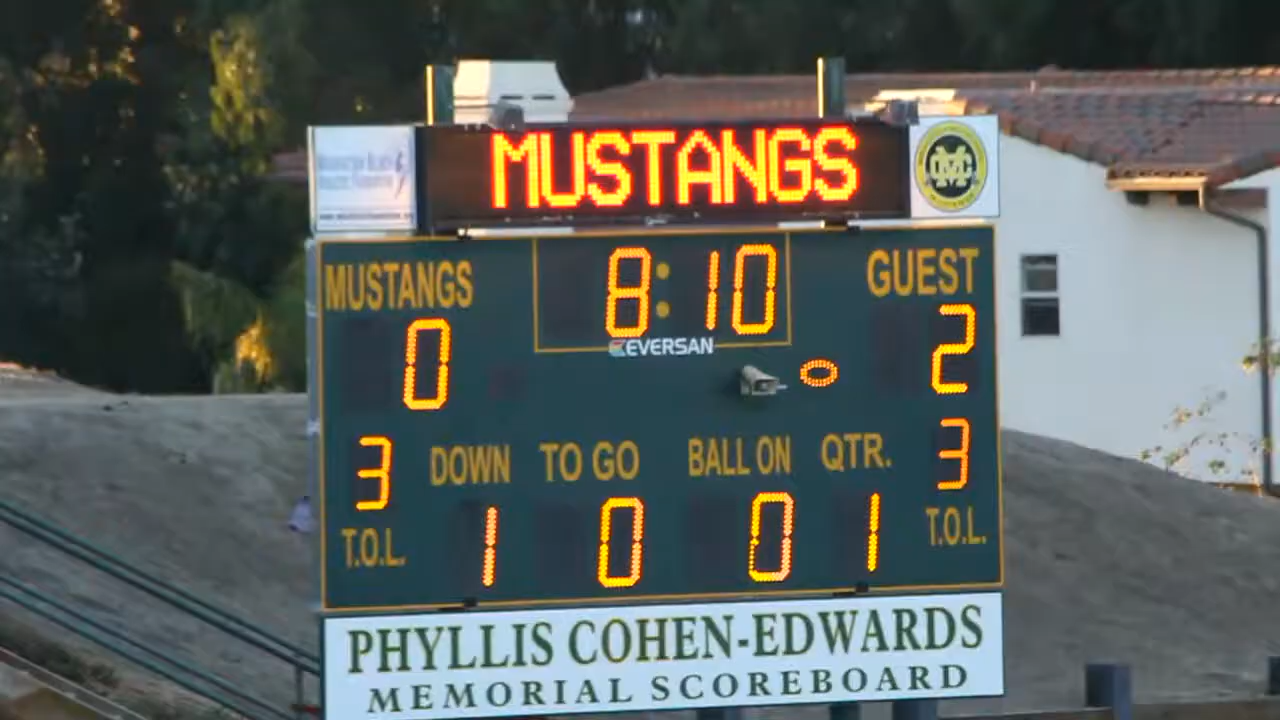 MUSTANGS
MC
MUSTANGS 8:10 GUEST
0 2
EVERSAN
3 DOWN TO GO BALL ON QTR. 3
T.O.L. 1 0 0 1 T.O.L.
PHYLLIS COHEN-EDWARDS
MEMORIAL SCOREBOARD